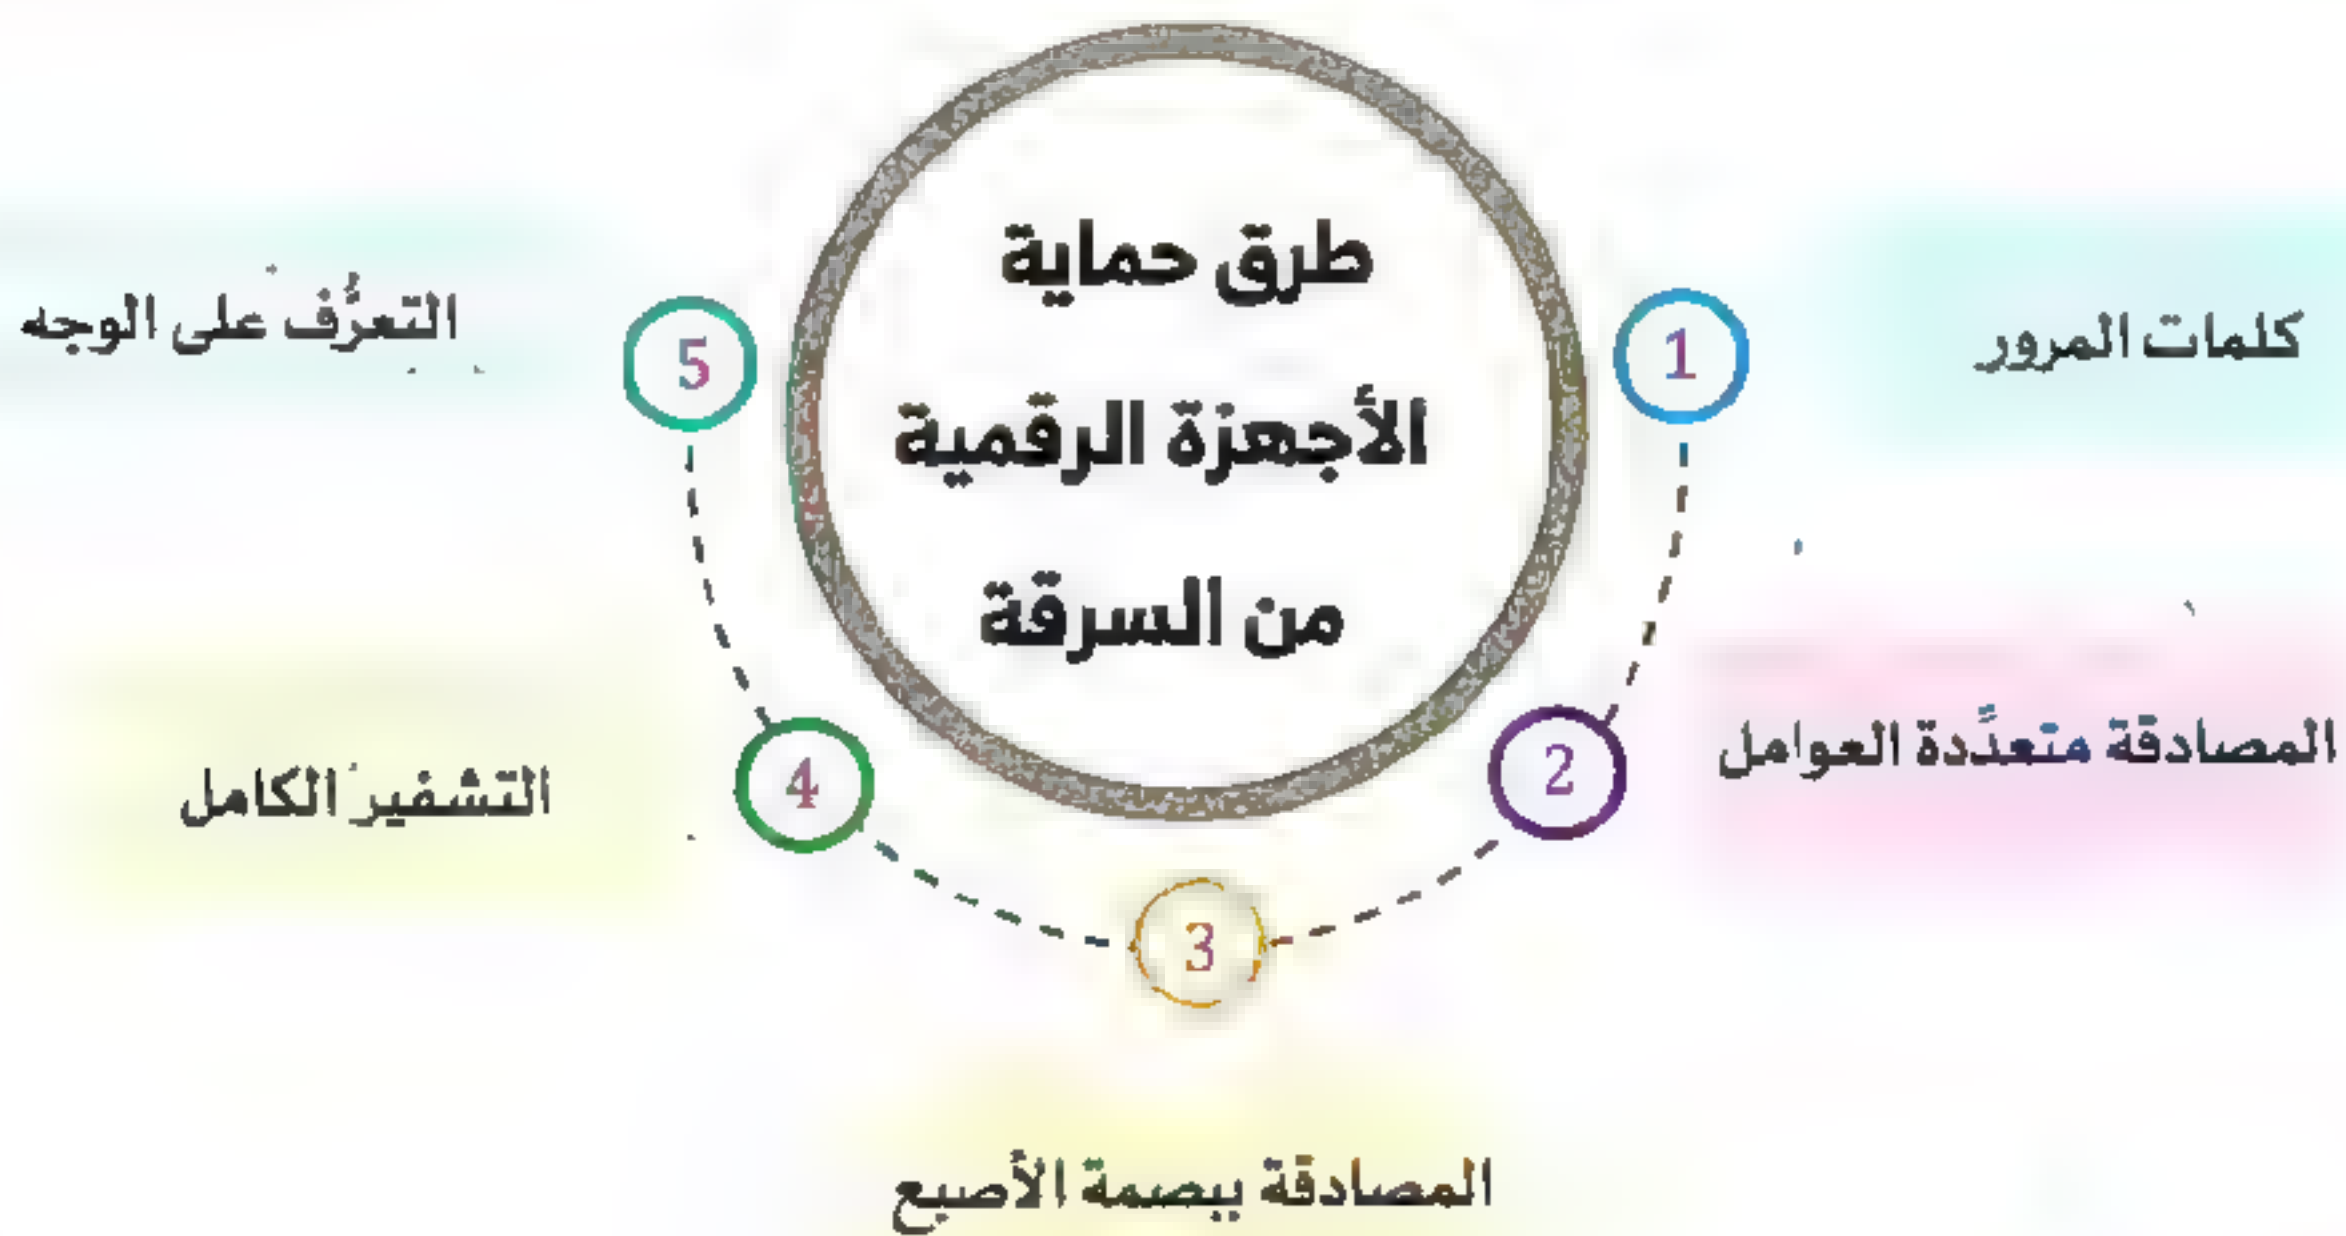 طرق حماية
الأجهزة الرقمية
من السرقة
1
كلمات المرور
2
المصادقة متعدِّدة العوامل
3
المصادقة ببصمة الأصبع
4
التشفير الكامل
5
التعرُّف على الوجه